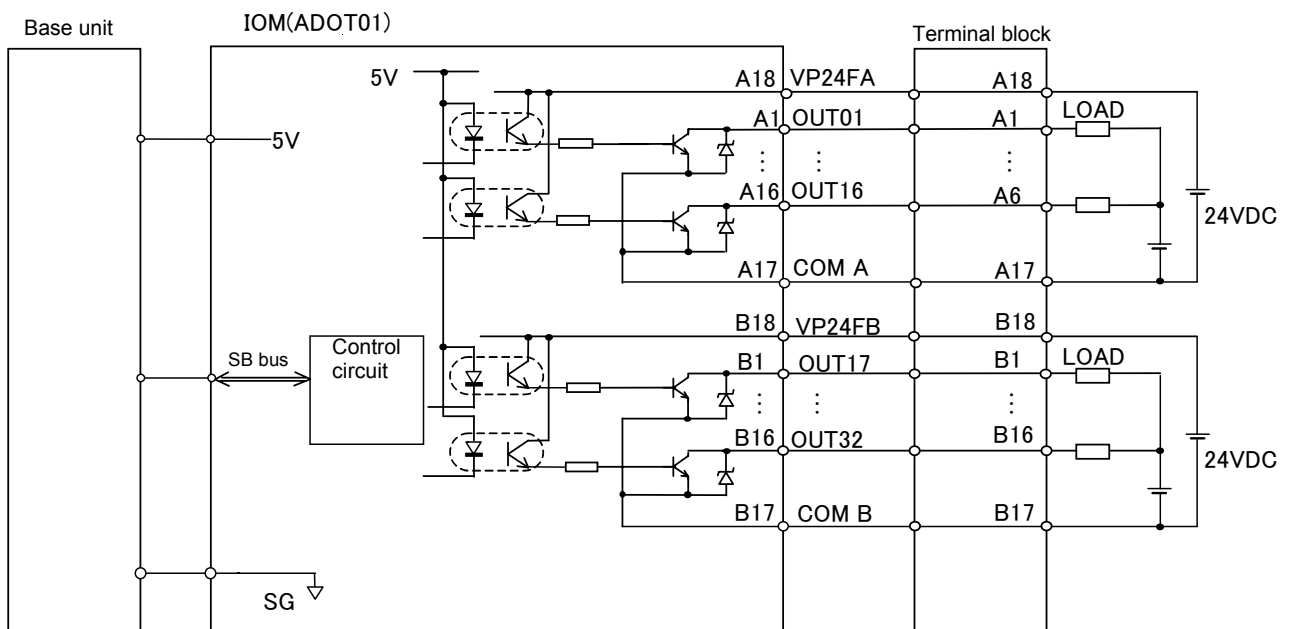 Base unit
IOM(ADOT01)
Terminal block
5V
A18 VP24FA
A18
A1 OUT01
A1
LOAD
5V
A16 OUT16
A6
24VDC
A17 COM A
A17
B18 VP24FB
B18
SB bus
Control
circuit
B1 OUT17
B1
LOAD
B16 OUT32
B16
24VDC
B17 COM B
B17
SG